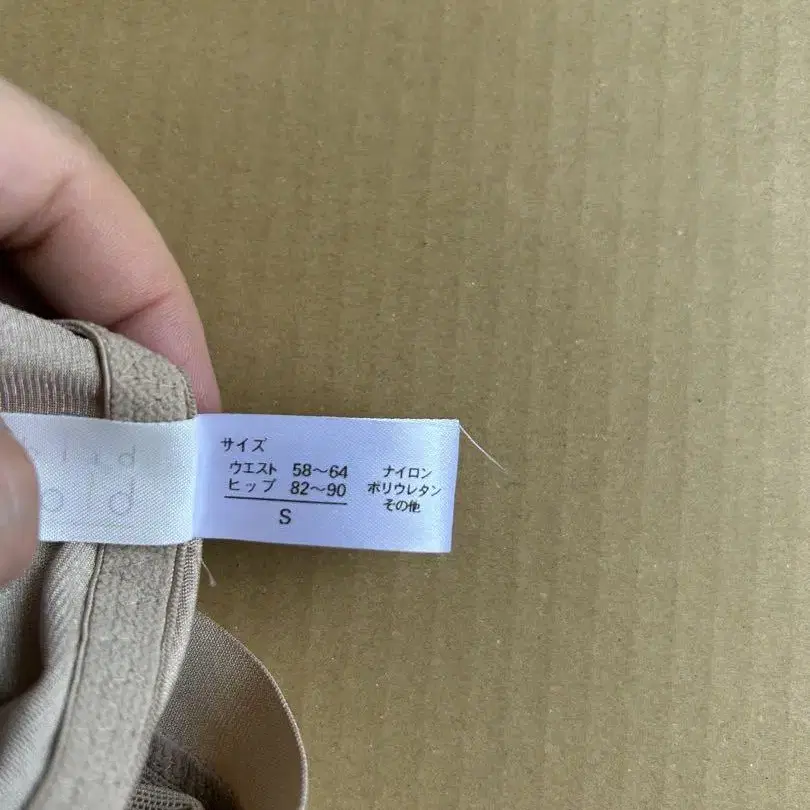 サイズ
ウエスト 58～64
ヒップ 82～90
S
ナイロン
ポリウレタン
その他